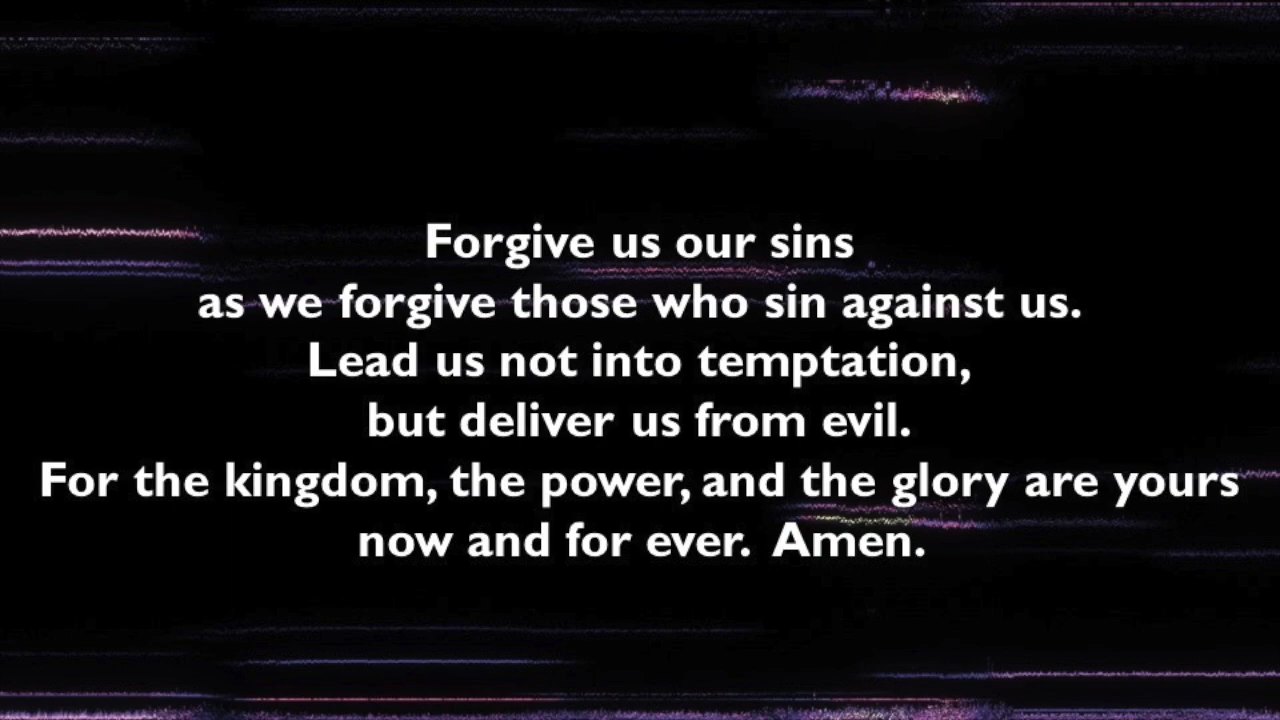 Forgive us our sins
as we forgive those who sin against us.
Lead us not into temptation,
but deliver us from evil.
For the kingdom, the power, and the glory are yours
now and for ever.  Amen.